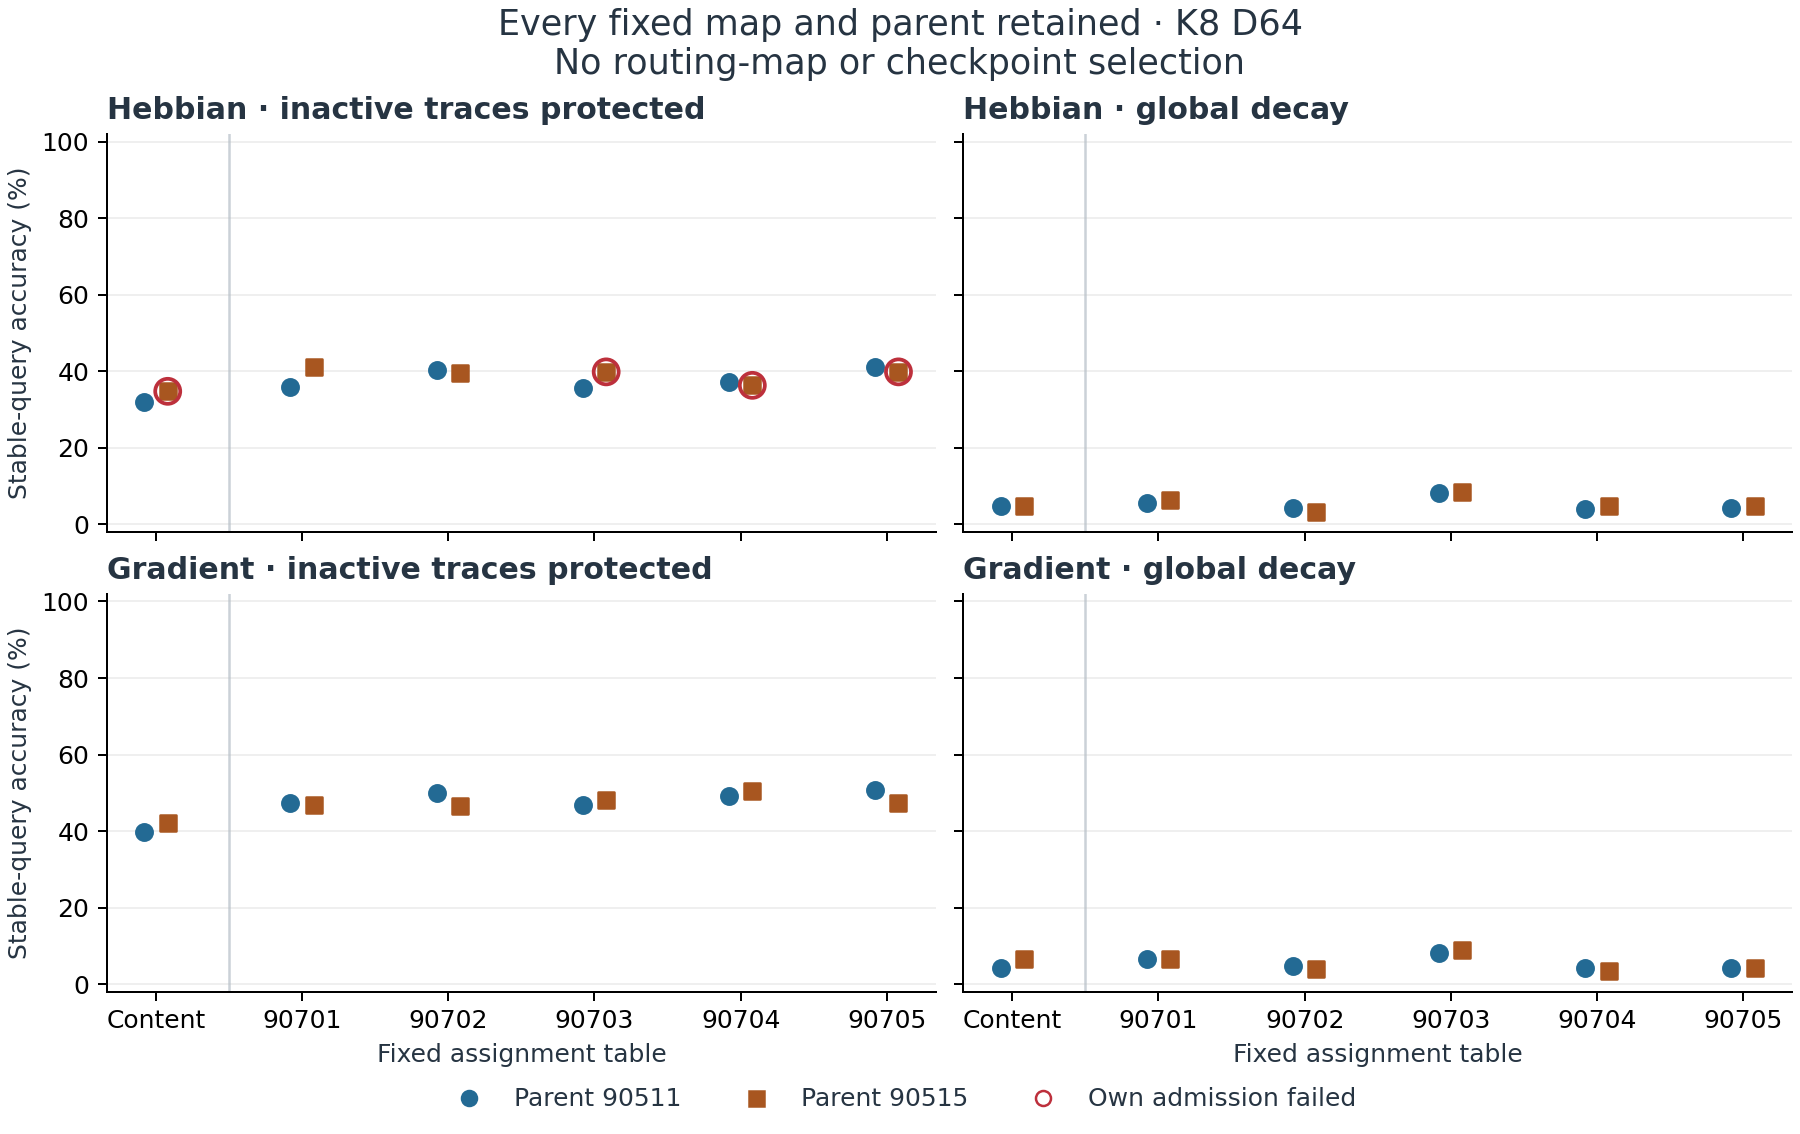 Every fixed map and parent retained · K8 D64
No routing-map or checkpoint selection
Hebbian · inactive traces protected
Hebbian · global decay
Stable-query accuracy (%)
100
80
60
40
20
0
Gradient · inactive traces protected
Gradient · global decay
Stable-query accuracy (%)
100
80
60
40
20
0
Content 90701 90702 90703 90704 90705
Content 90701 90702 90703 90704 90705
Fixed assignment table
Fixed assignment table
Parent 90511
Parent 90515
Own admission failed